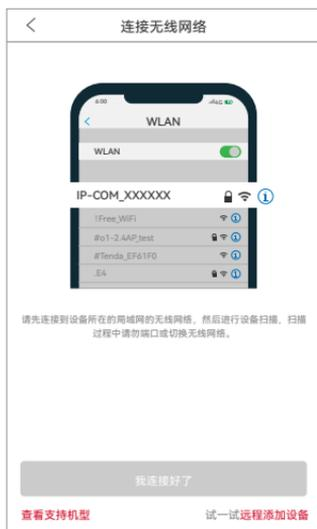 连接无线网络
6:00 4G
WLAN
WLAN
IP-COM_XXXXXX
!Free_WiFi
#o1-2.4AP_test
#Tenda_EF61F0
.E4
请先连接到设备所在的局域网的无线网络，然后进行设备扫描，扫描
过程中请勿端口或切换无线网络。
我连接好了
查看支持机型 试一试远程添加设备